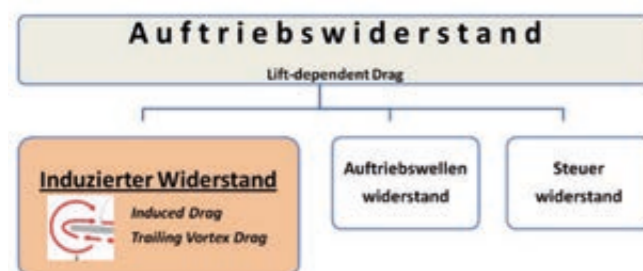 Auftriebswiderstand
Lift-dependent Drag
Induzierter Widerstand
Induced Drag
Trailing Vortex Drag
Auftriebswellen
widerstand
Steuer
widerstand